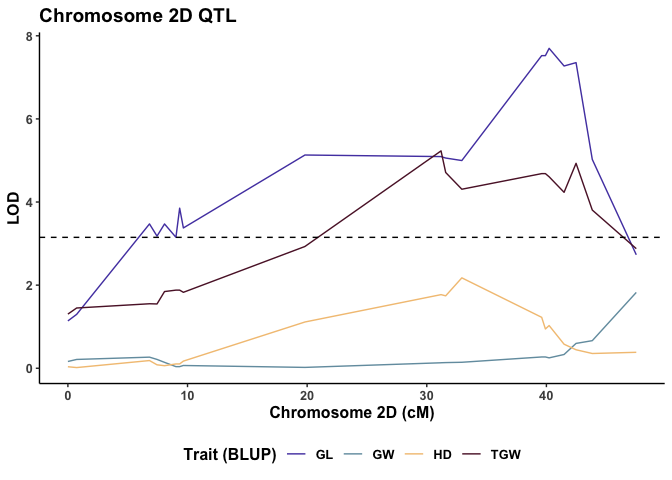 Chromosome 2D QTL
LOD
8
6
4
2
0
0 10 20 30 40
Chromosome 2D (cM)
Trait (BLUP) GL GW HD TGW